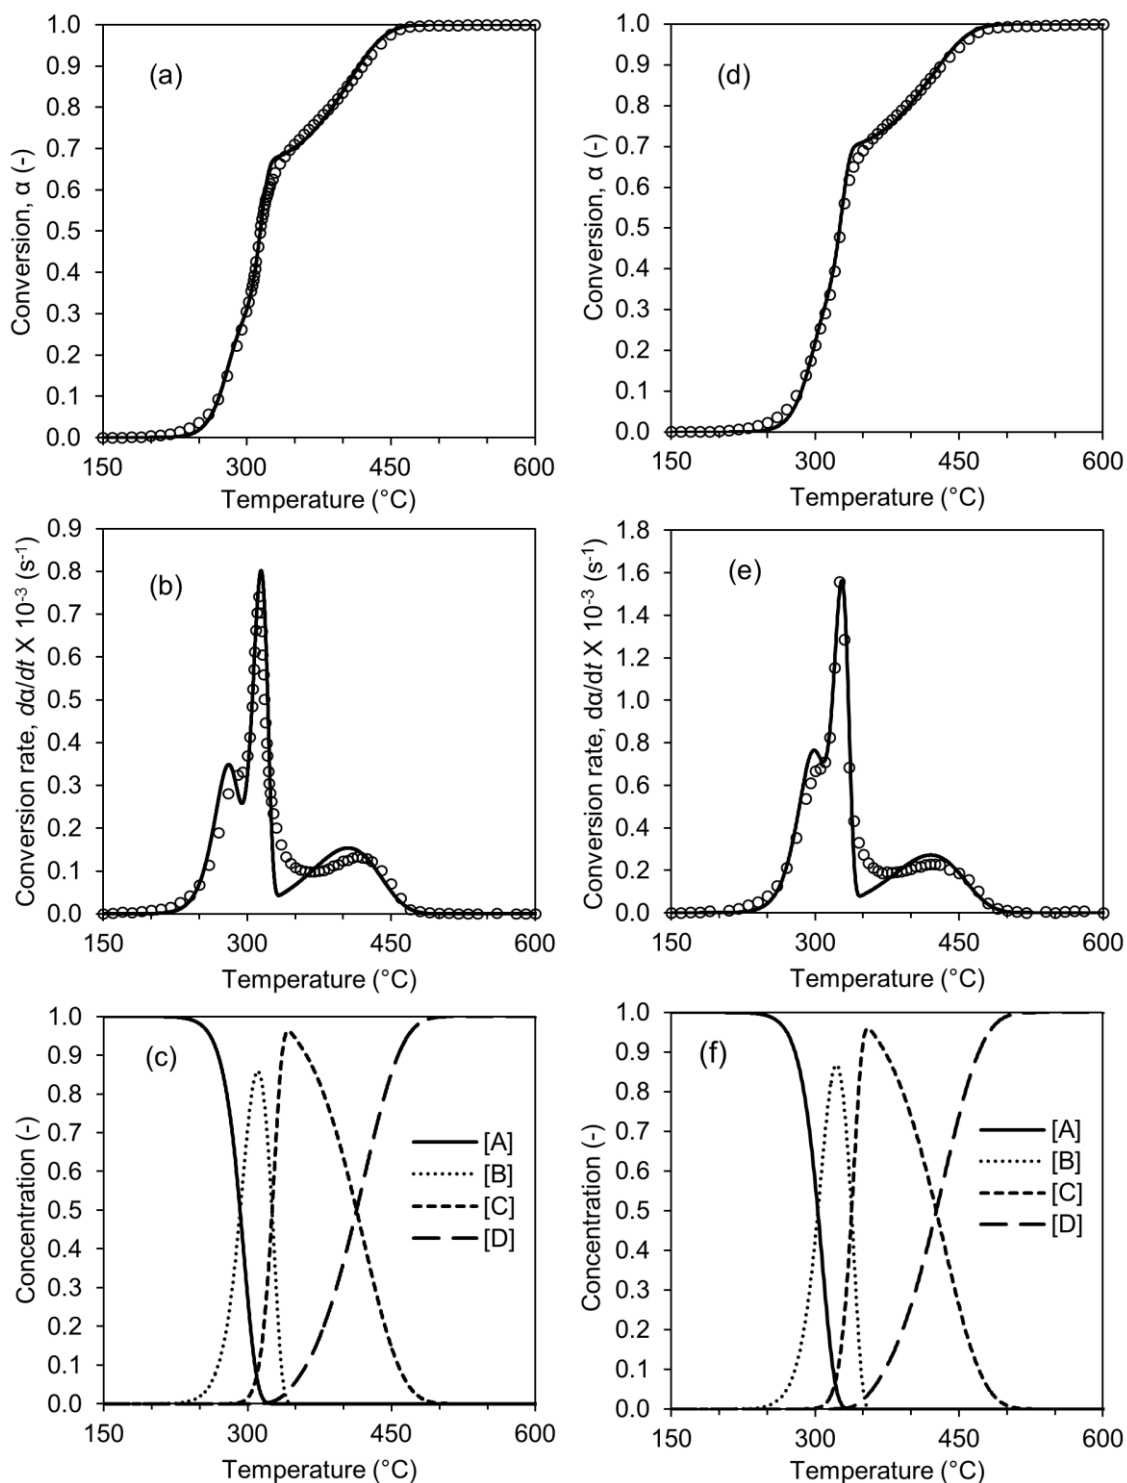 1.0
0.9
0.8
0.7
0.6
0.5
0.4
0.3
0.2
0.1
0.0
Conversion, α (-)
(a)
150 300 450 600
Temperature (°C)
1.0
0.9
0.8
0.7
0.6
0.5
0.4
0.3
0.2
0.1
0.0
Conversion, α (-)
(d)
150 300 450 600
Temperature (°C)
0.9
0.8
0.7
0.6
0.5
0.4
0.3
0.2
0.1
0.0
Conversion rate, dα/dt X 10⁻³ (s⁻¹)
(b)
150 300 450 600
Temperature (°C)
1.8
1.6
1.4
1.2
1.0
0.8
0.6
0.4
0.2
0.0
Conversion rate, dα/dt X 10⁻³ (s⁻¹)
(e)
150 300 450 600
Temperature (°C)
1.0
0.9
0.8
0.7
0.6
0.5
0.4
0.3
0.2
0.1
0.0
Concentration (-)
(c)
[A]
[B]
[C]
[D]
150 300 450 600
Temperature (°C)
1.0
0.9
0.8
0.7
0.6
0.5
0.4
0.3
0.2
0.1
0.0
Concentration (-)
(f)
[A]
[B]
[C]
[D]
150 300 450 600
Temperature (°C)